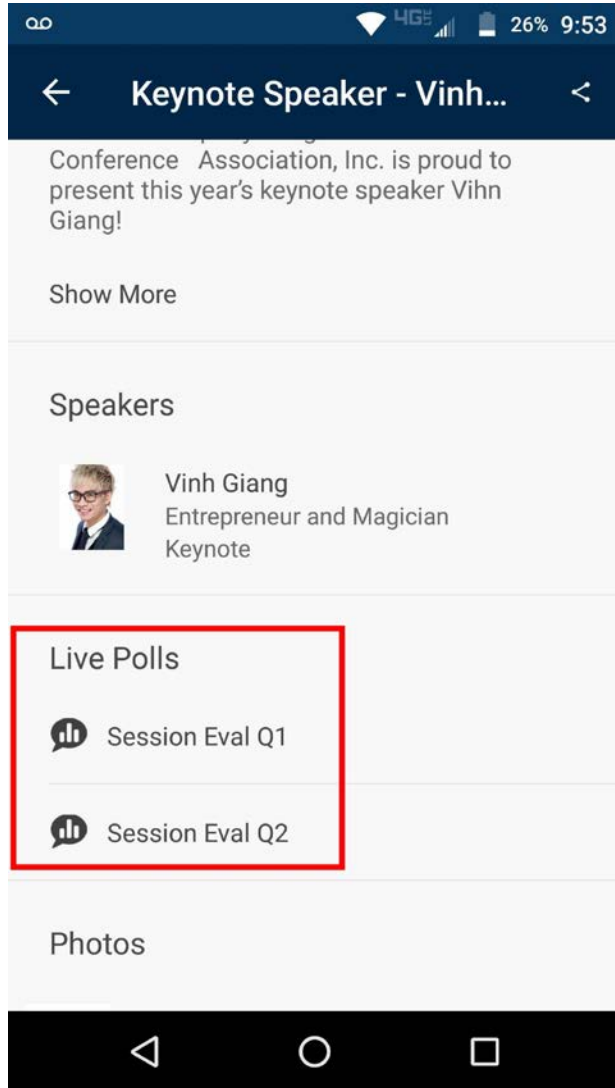 4G 26% 9:53
Keynote Speaker - Vinh...
Conference Association, Inc. is proud to
present this year's keynote speaker Vihn
Giang!
Show More
Speakers
Vinh Giang
Entrepreneur and Magician
Keynote
Live Polls
Session Eval Q1
Session Eval Q2
Photos